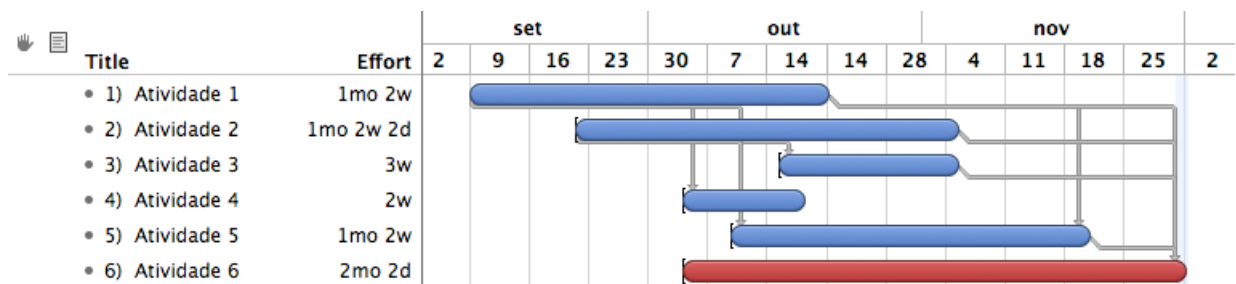 set out nov
Title Effort 2 9 16 23 30 7 14 14 28 4 11 18 25 2
1) Atividade 1 1mo 2w
2) Atividade 2 1mo 2w 2d
3) Atividade 3 3w
4) Atividade 4 2w
5) Atividade 5 1mo 2w
6) Atividade 6 2mo 2d